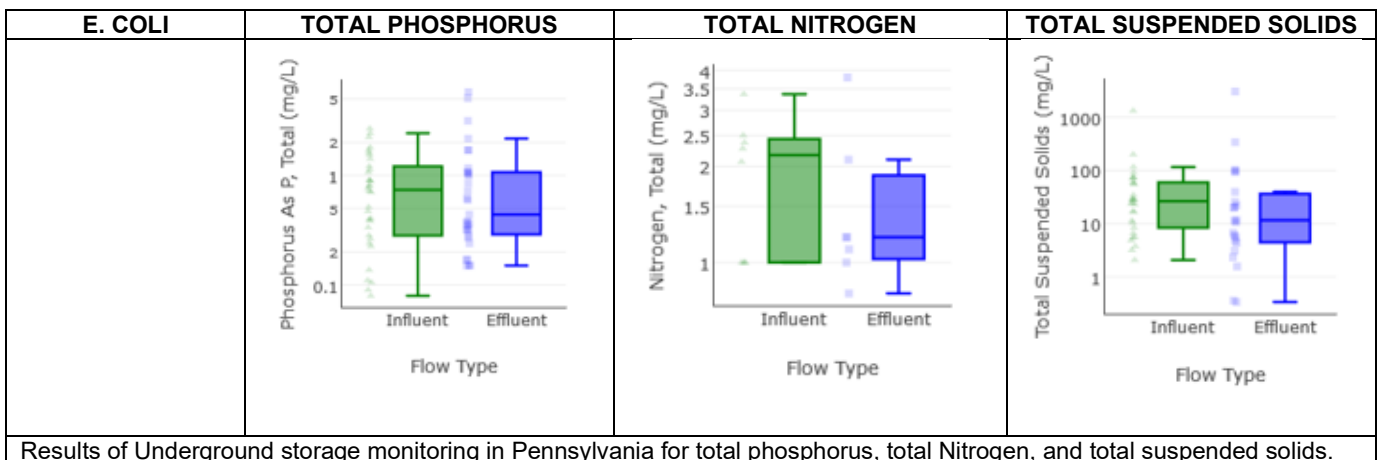 E. COLI
TOTAL PHOSPHORUS
TOTAL NITROGEN
TOTAL SUSPENDED SOLIDS
Phosphorus As P, Total (mg/L)
5
2
1
5
2
0.1
Influent
Effluent
Flow Type
Nitrogen, Total (mg/L)
4
3.5
3
2.5
2
1.5
1
Influent
Effluent
Flow Type
Total Suspended Solids (mg/L)
1000
100
10
1
Influent
Effluent
Flow Type
Results of Underground storage monitoring in Pennsylvania for total phosphorus, total Nitrogen, and total suspended solids.